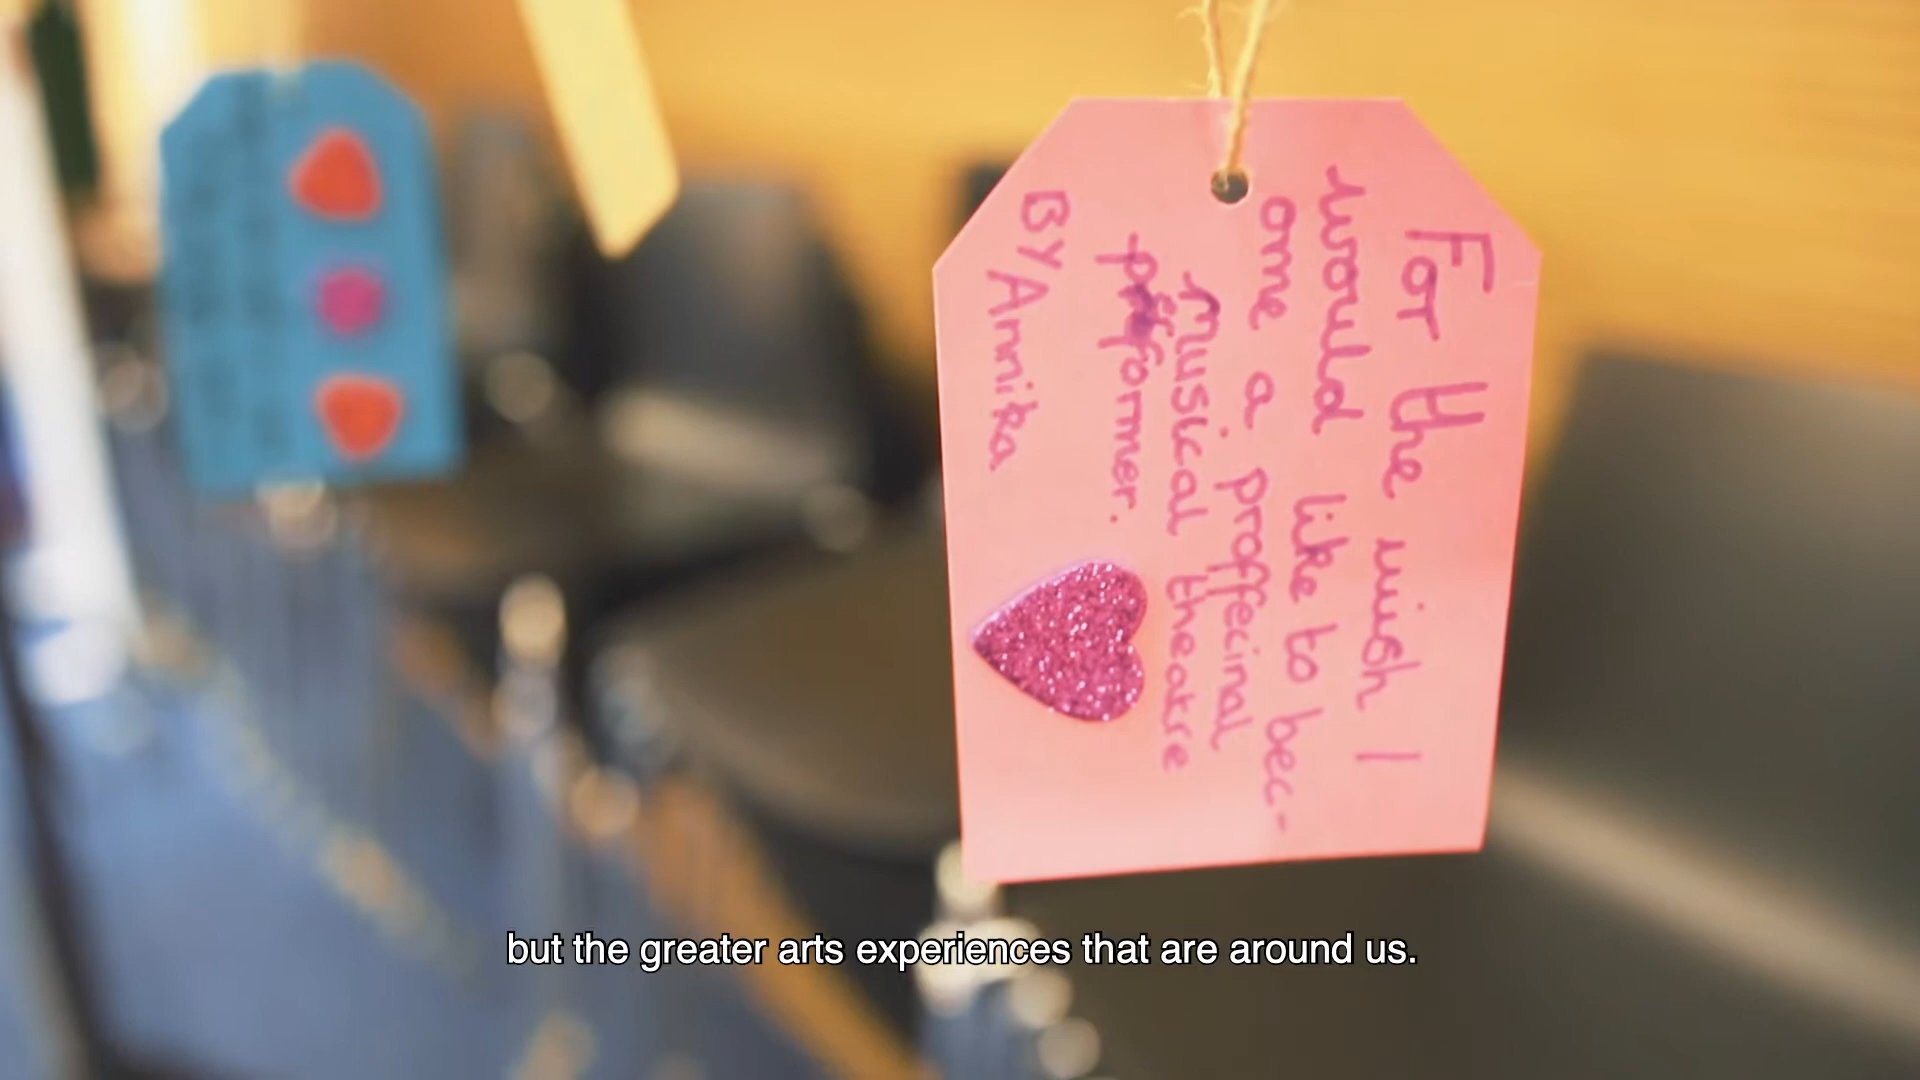 For the wish I
would like to bec-
ome a proffecinal
musical theatre
pefformer.
BY Annika
but the greater arts experiences that are around us.